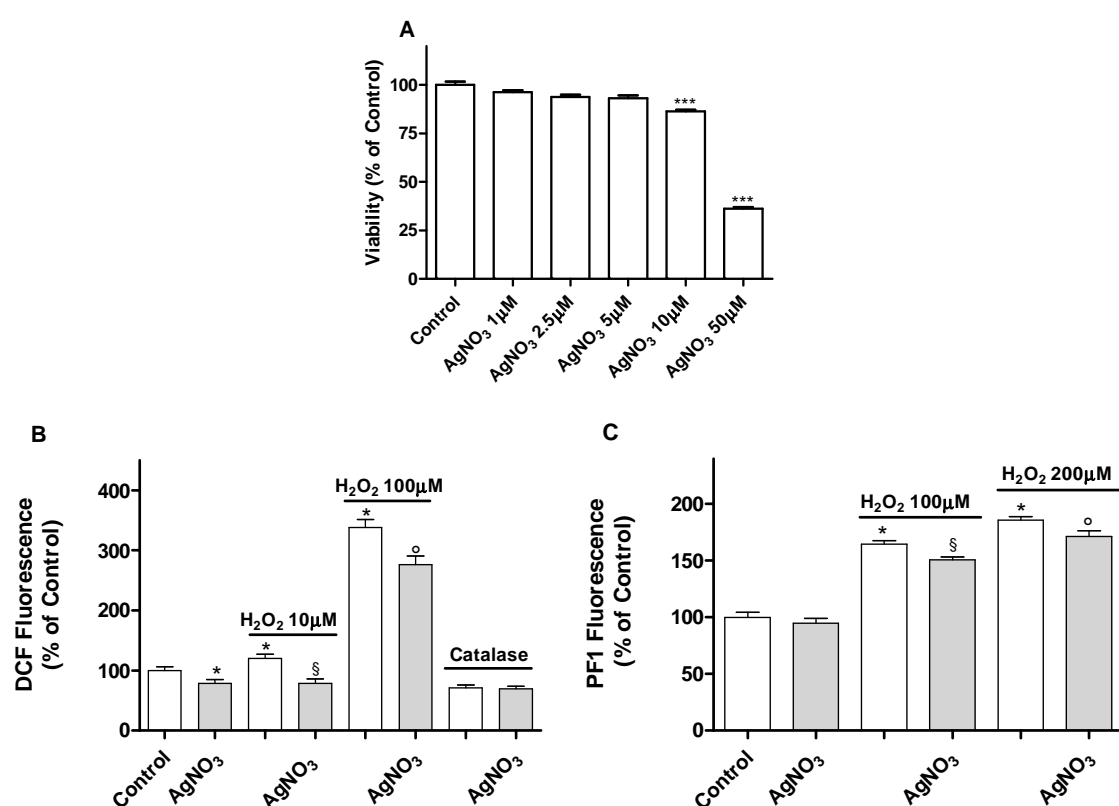 A
Viability (% of Control)
100
75
50
25
0
***
***
Control
AgNO₃ 1µM
AgNO₃ 2.5µM
AgNO₃ 5µM
AgNO₃ 10µM
AgNO₃ 50µM
B
DCF Fluorescence
(% of Control)
400
300
200
100
0
*
H₂O₂ 10µM
*
§
H₂O₂ 100µM
*
°
Catalase
Control
AgNO₃
AgNO₃
AgNO₃
AgNO₃
C
PF1 Fluorescence
(% of Control)
200
150
100
50
0
H₂O₂ 100µM
*
§
H₂O₂ 200µM
*
°
Control
AgNO₃
AgNO₃
AgNO₃